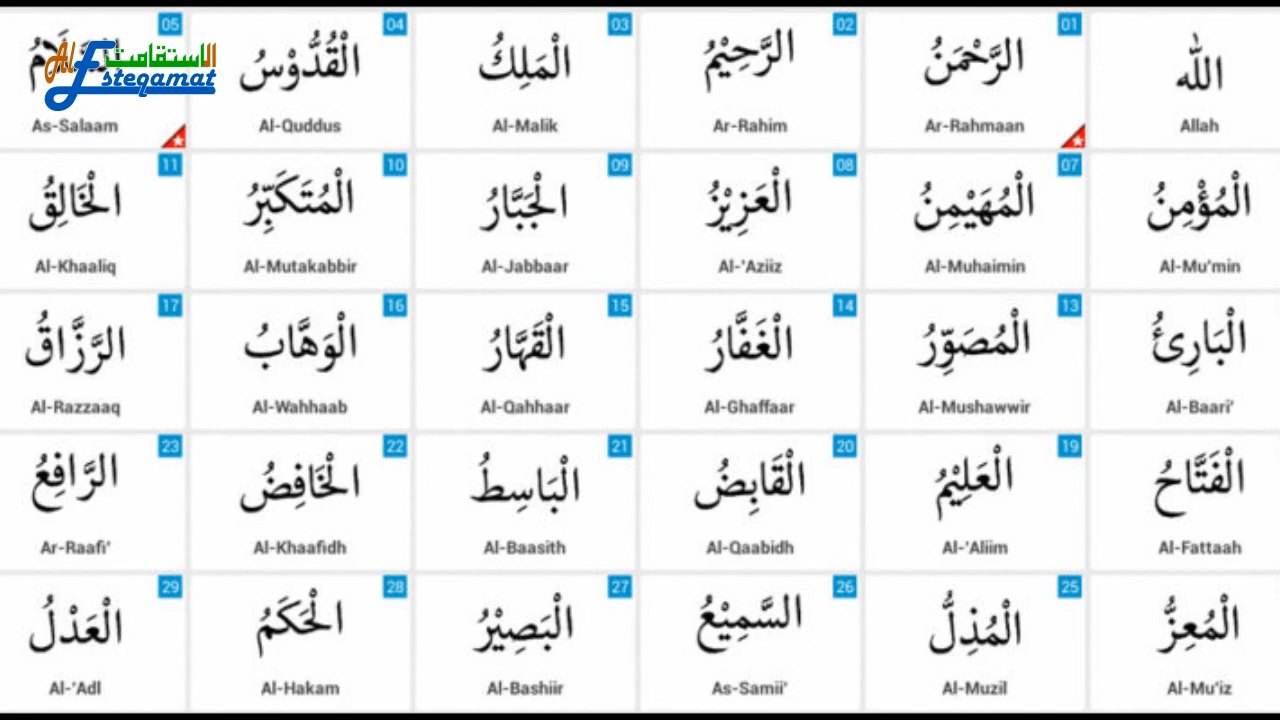 الله
Allah
01
الْرَّحْمَنُ
Ar-Rahmaan
02
الْرَّحِيْمُ
Ar-Rahim
03
الْمَلِكُ
Al-Malik
04
الْقُدُّوْسُ
Al-Quddus
05
As-Salaam
الاستقامت
Al Esteqamat
الْمُؤْمِنُ
Al-Mu'min
07
الْمُهَيْمِنُ
Al-Muhaimin
08
الْعَزِيْزُ
Al-'Aziiz
09
الْجَبَّارُ
Al-Jabbaar
10
الْمُتَكَبِّرُ
Al-Mutakabbir
11
الْخَالِقُ
Al-Khaaliq
الْبَارِئُ
Al-Baari'
13
الْمُصَوِّرُ
Al-Mushawwir
14
الْغَفَّارُ
Al-Ghaffaar
15
الْقَهَّارُ
Al-Qahhaar
16
الْوَهَّابُ
Al-Wahhaab
17
الرَّزَّاقُ
Al-Razzaaq
الْفَتَّاحُ
Al-Fattaah
19
الْعَلِيْمُ
Al-'Aliim
20
الْقَابِضُ
Al-Qaabidh
21
الْبَاسِطُ
Al-Baasith
22
الْخَافِضُ
Al-Khaafidh
23
الرَّافِعُ
Ar-Raafi'
الْمُعِزُّ
Al-Mu'iz
25
الْمُذِلُّ
Al-Muzil
26
السَّمِيْعُ
As-Samii'
27
الْبَصِيْرُ
Al-Bashiir
28
الْحَكَمُ
Al-Hakam
29
الْعَدْلُ
Al-'Adl